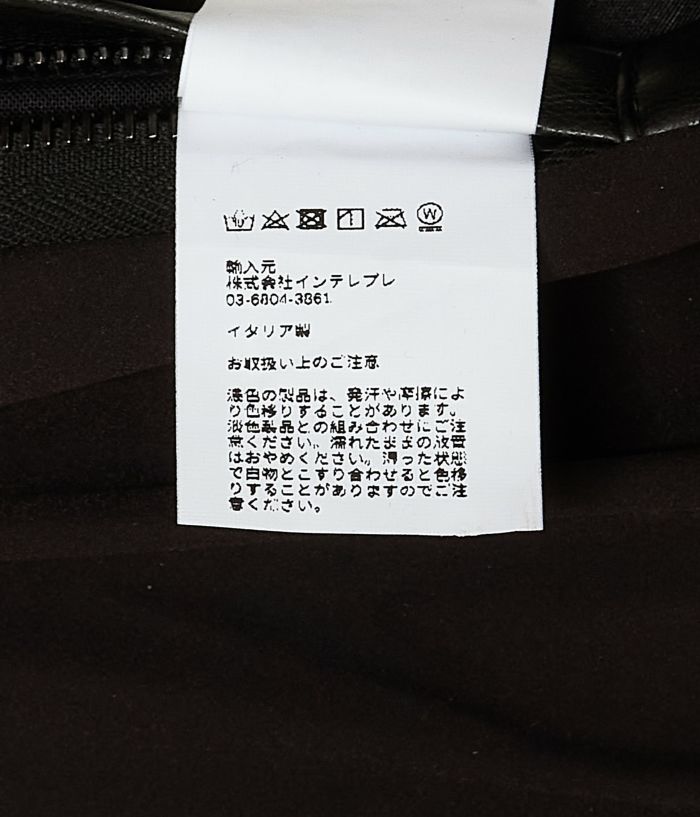 W
輸入元
株式会社インテレプレ
03-6804-3861
イタリア製
お取扱い上のご注意
濃色の製品は、発汗や摩擦によ
り色移りすることがあります。
淡色製品との組み合わせにご注
意ください。濡れたままの放置
はおやめください。湿った状態
で白物とこすり合わせると色移
りすることがありますのでご注
意ください。